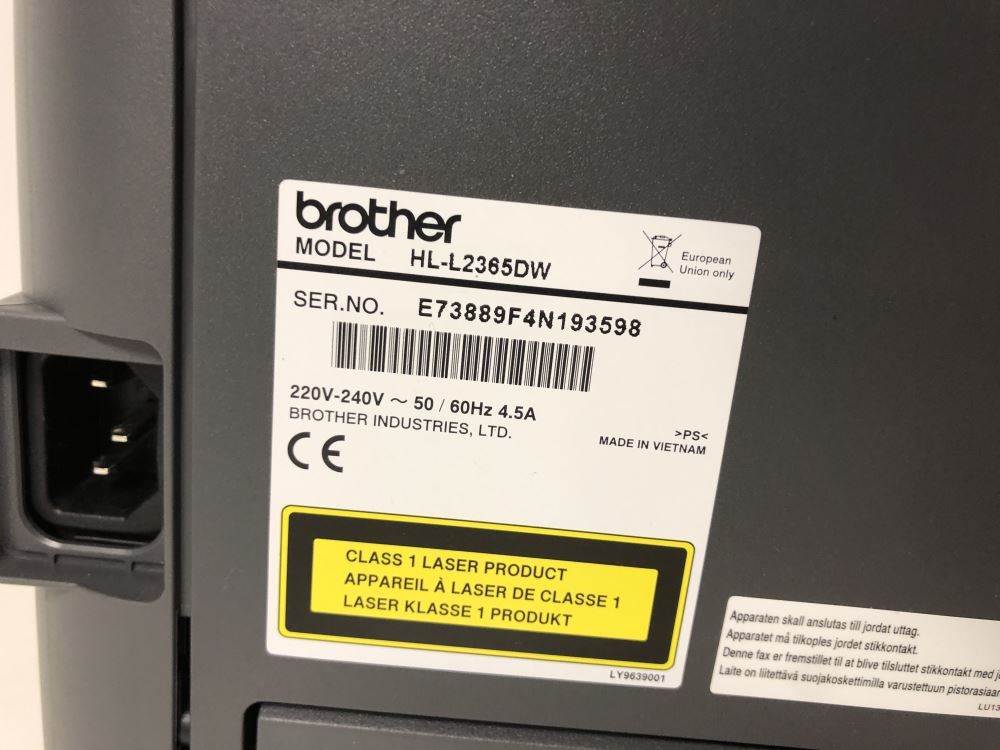 brother
MODEL HL-L2365DW
European
Union only
SER.NO. E73889F4N193598
220V-240V ～ 50 / 60Hz 4.5A
BROTHER INDUSTRIES, LTD.
>PS<
MADE IN VIETNAM
CE
CLASS 1 LASER PRODUCT
APPAREIL À LASER DE CLASSE 1
LASER KLASSE 1 PRODUKT
LY9639001
Apparaten skall anslutas till jordat uttag.
Apparatet må tilkoples jordet stikkontakt.
Denne fax er fremstillet til at blive tilsluttet stikkontakt med
Laite on liitettävä suojakoskettimilla varustettuun